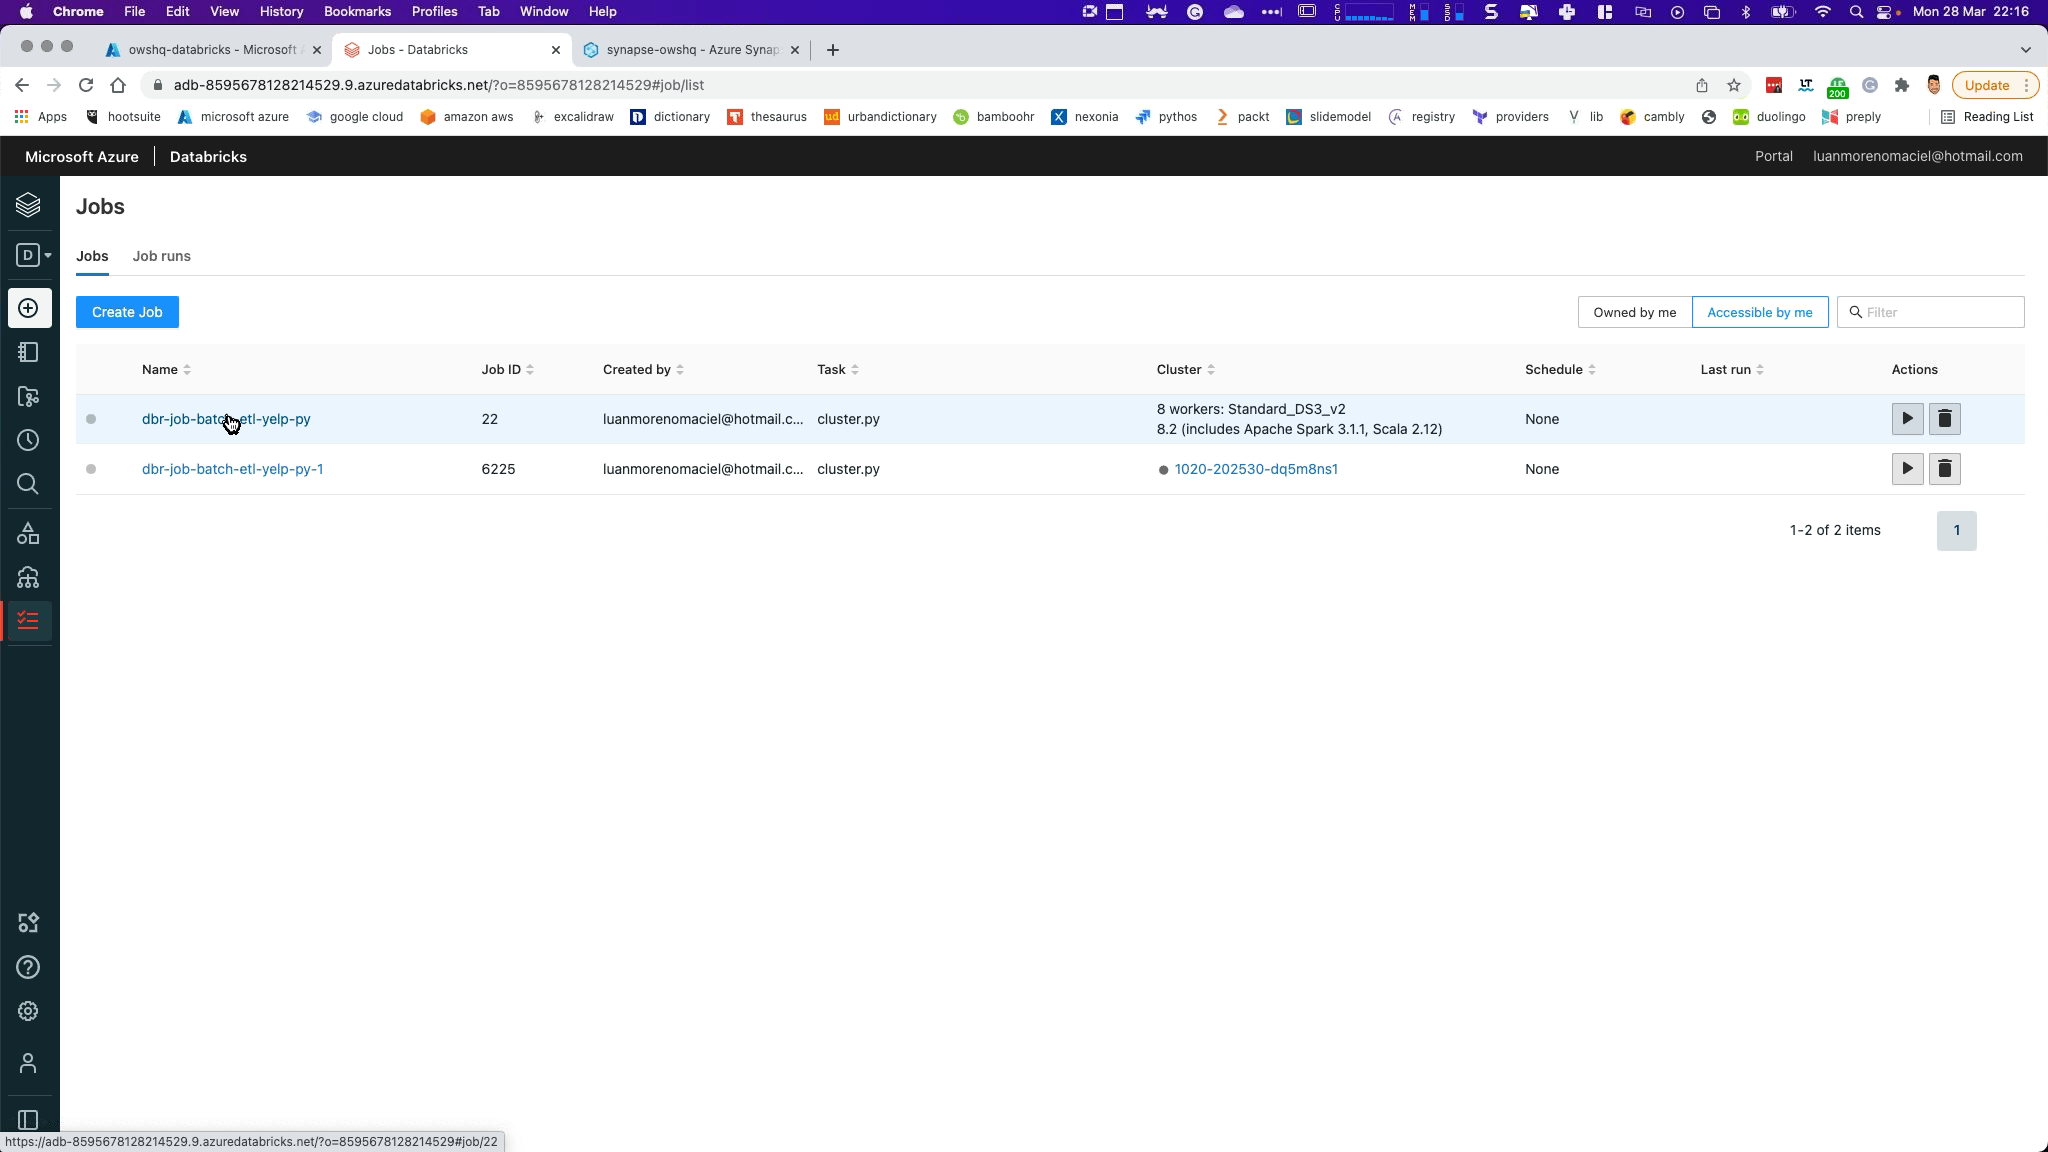 Chrome File Edit View History Bookmarks Profiles Tab Window Help Mon 28 Mar 22:16
owshq-databricks - Microsoft Jobs - Databricks synapse-owshq - Azure Synap
adb-8595678128214529.9.azuredatabricks.net/?o=8595678128214529#job/list 200 Update
Apps hootsuite microsoft azure google cloud amazon aws excalidraw dictionary thesaurus urbandictionary bamboohr nexonia pythos packt slidemodel registry providers lib cambly duolingo preply Reading List
Microsoft Azure Databricks Portal luanmorenomaciel@hotmail.com
Jobs
D
Jobs Job runs
Create Job Owned by me Accessible by me Filter
Name Job ID Created by Task Cluster Schedule Last run Actions
dbr-job-batch-etl-yelp-py 22 luanmorenomaciel@hotmail.c... cluster.py 8 workers: Standard_DS3_v2 None
8.2 (includes Apache Spark 3.1.1, Scala 2.12)
dbr-job-batch-etl-yelp-py-1 6225 luanmorenomaciel@hotmail.c... cluster.py 1020-202530-dq5m8ns1 None
1-2 of 2 items 1
https://adb-8595678128214529.9.azuredatabricks.net/?o=8595678128214529#job/22